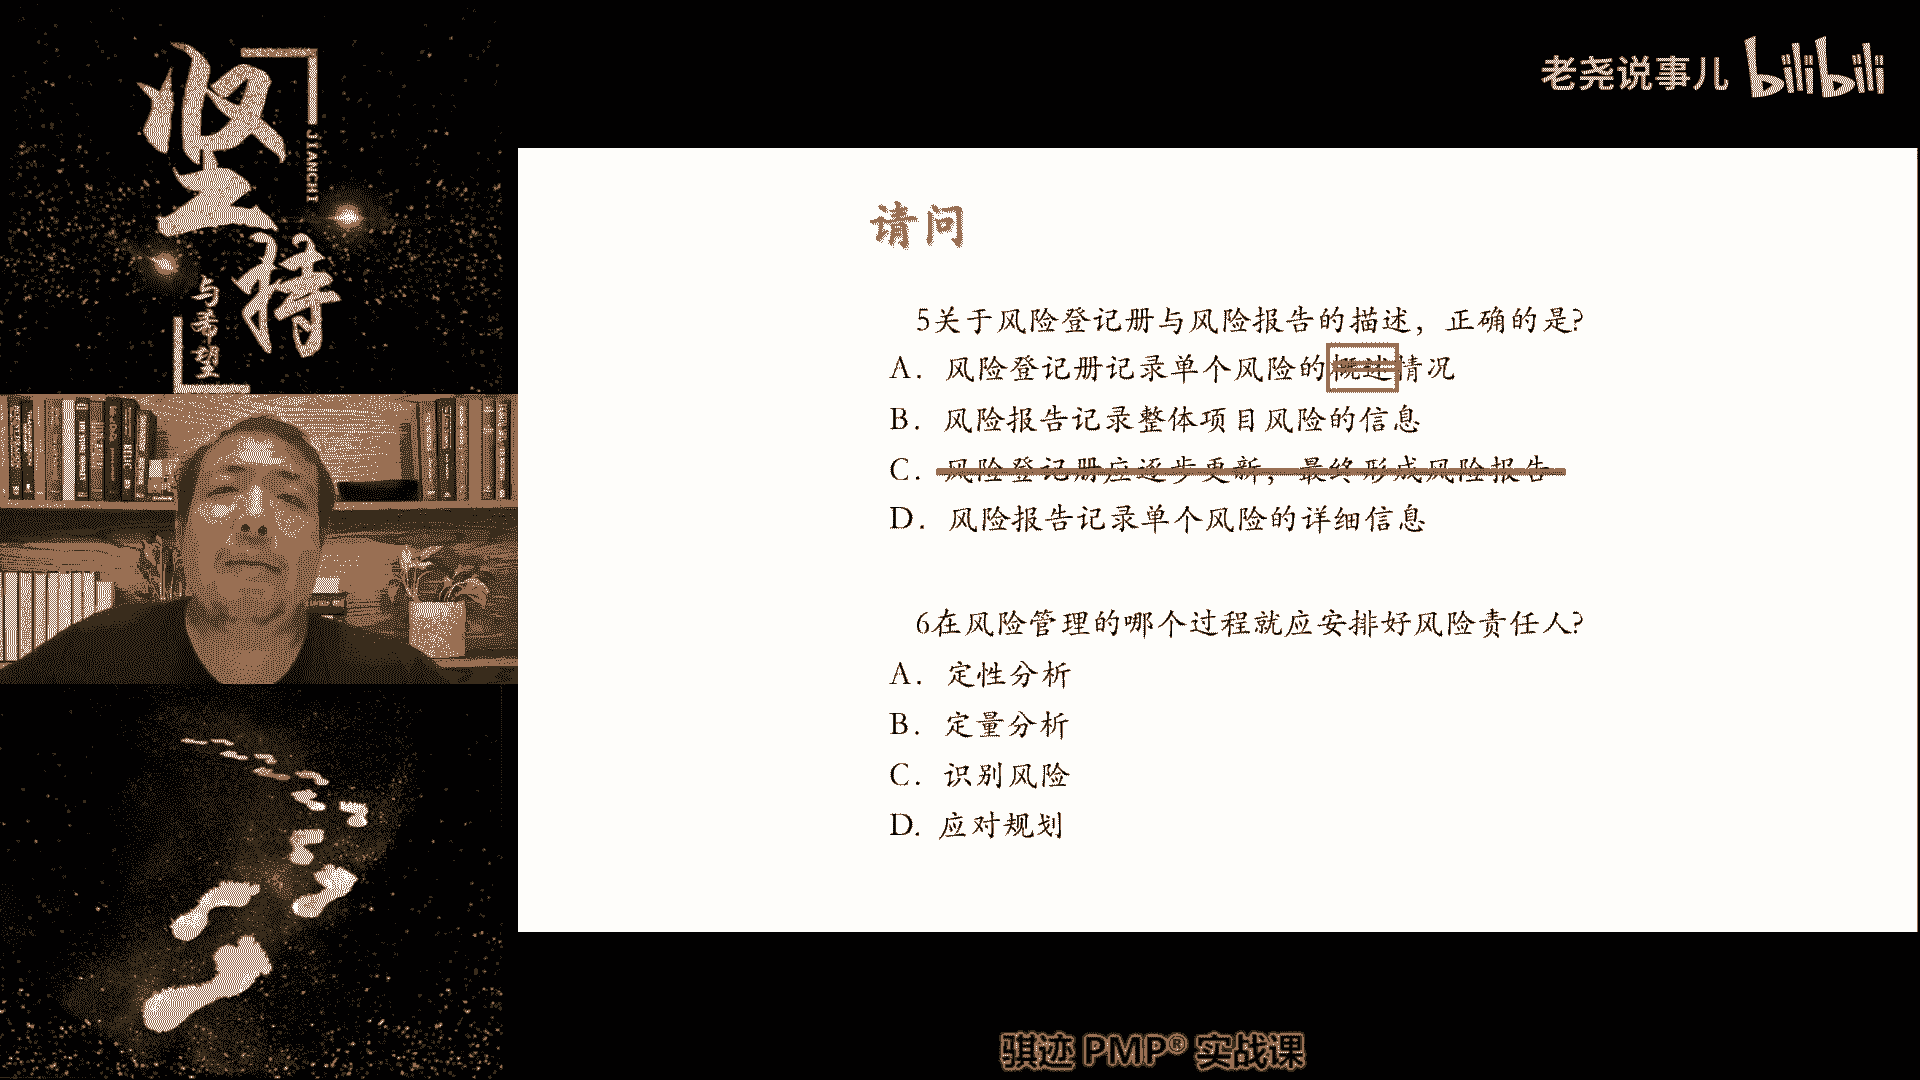 坚持
JIANCHI
与希望
老尧说事儿 bilibili
请问
5关于风险登记册与风险报告的描述，正确的是?
A. 风险登记册记录单个风险的概述情况
B. 风险报告记录整体项目风险的信息
C. 风险登记册应逐步更新，最终形成风险报告
D. 风险报告记录单个风险的详细信息
6在风险管理的哪个过程就应安排好风险责任人?
A. 定性分析
B. 定量分析
C. 识别风险
D. 应对规划
骐迹 PMP® 实战课